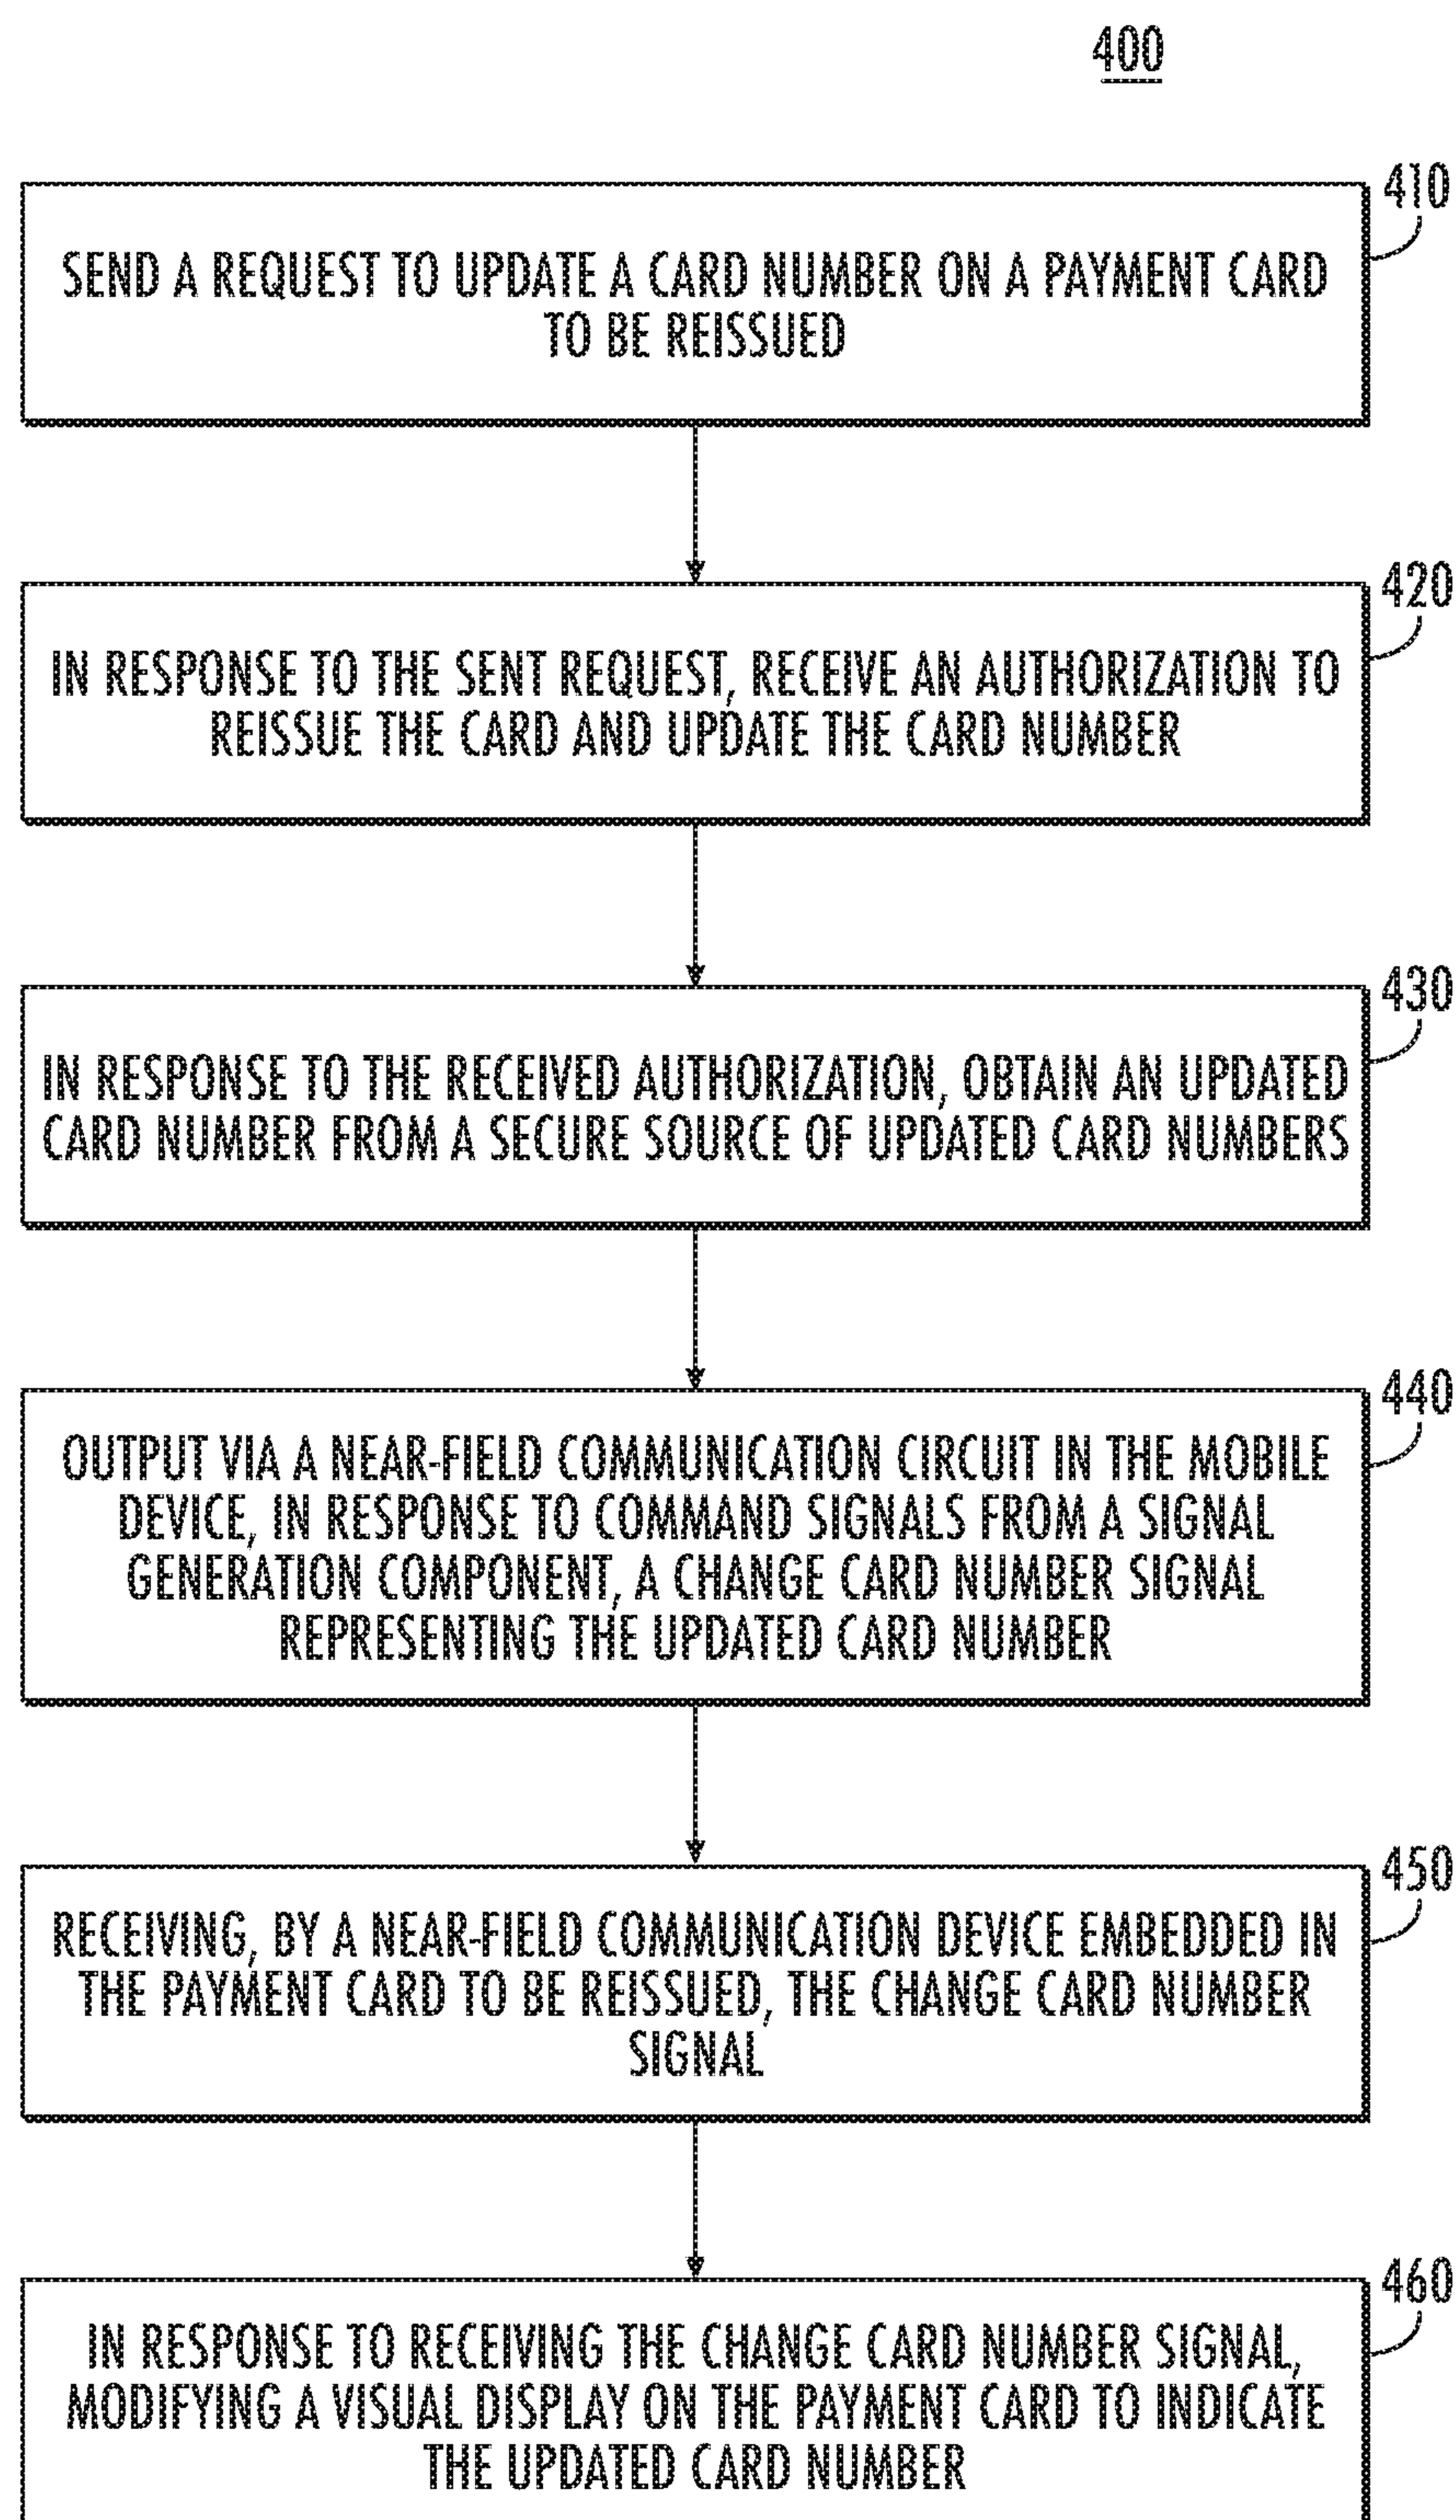 400
410
SEND A REQUEST TO UPDATE A CARD NUMBER ON A PAYMENT CARD
TO BE REISSUED
420
IN RESPONSE TO THE SENT REQUEST, RECEIVE AN AUTHORIZATION TO
REISSUE THE CARD AND UPDATE THE CARD NUMBER
430
IN RESPONSE TO THE RECEIVED AUTHORIZATION, OBTAIN AN UPDATED
CARD NUMBER FROM A SECURE SOURCE OF UPDATED CARD NUMBERS
440
OUTPUT VIA A NEAR-FIELD COMMUNICATION CIRCUIT IN THE MOBILE
DEVICE, IN RESPONSE TO COMMAND SIGNALS FROM A SIGNAL
GENERATION COMPONENT, A CHANGE CARD NUMBER SIGNAL
REPRESENTING THE UPDATED CARD NUMBER
450
RECEIVING, BY A NEAR-FIELD COMMUNICATION DEVICE EMBEDDED IN
THE PAYMENT CARD TO BE REISSUED, THE CHANGE CARD NUMBER
SIGNAL
460
IN RESPONSE TO RECEIVING THE CHANGE CARD NUMBER SIGNAL,
MODIFYING A VISUAL DISPLAY ON THE PAYMENT CARD TO INDICATE
THE UPDATED CARD NUMBER